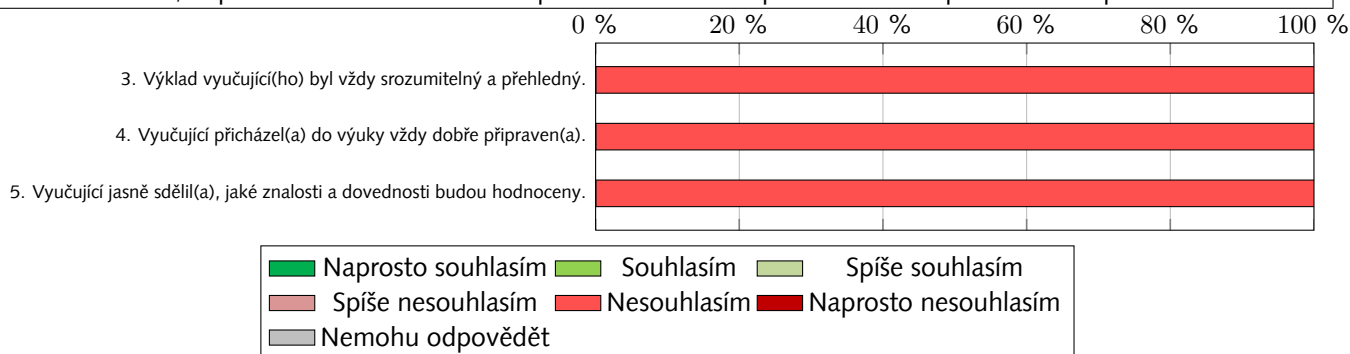 0 % 20 % 40 % 60 % 80 % 100 %
3. Výklad vyučující(ho) byl vždy srozumitelný a přehledný.
4. Vyučující přicházel(a) do výuky vždy dobře připraven(a).
5. Vyučující jasně sdělil(a), jaké znalosti a dovednosti budou hodnoceny.
Naprosto souhlasím Souhlasím Spíše souhlasím
Spíše nesouhlasím Nesouhlasím Naprosto nesouhlasím
Nemohu odpovědět